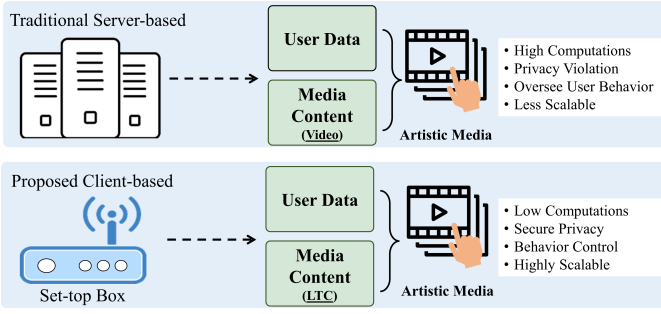 Traditional Server-based
User Data
Media
Content
(Video)
Artistic Media
• High Computations
• Privacy Violation
• Oversee User Behavior
• Less Scalable
Proposed Client-based
Set-top Box
User Data
Media
Content
(LTC)
Artistic Media
• Low Computations
• Secure Privacy
• Behavior Control
• Highly Scalable